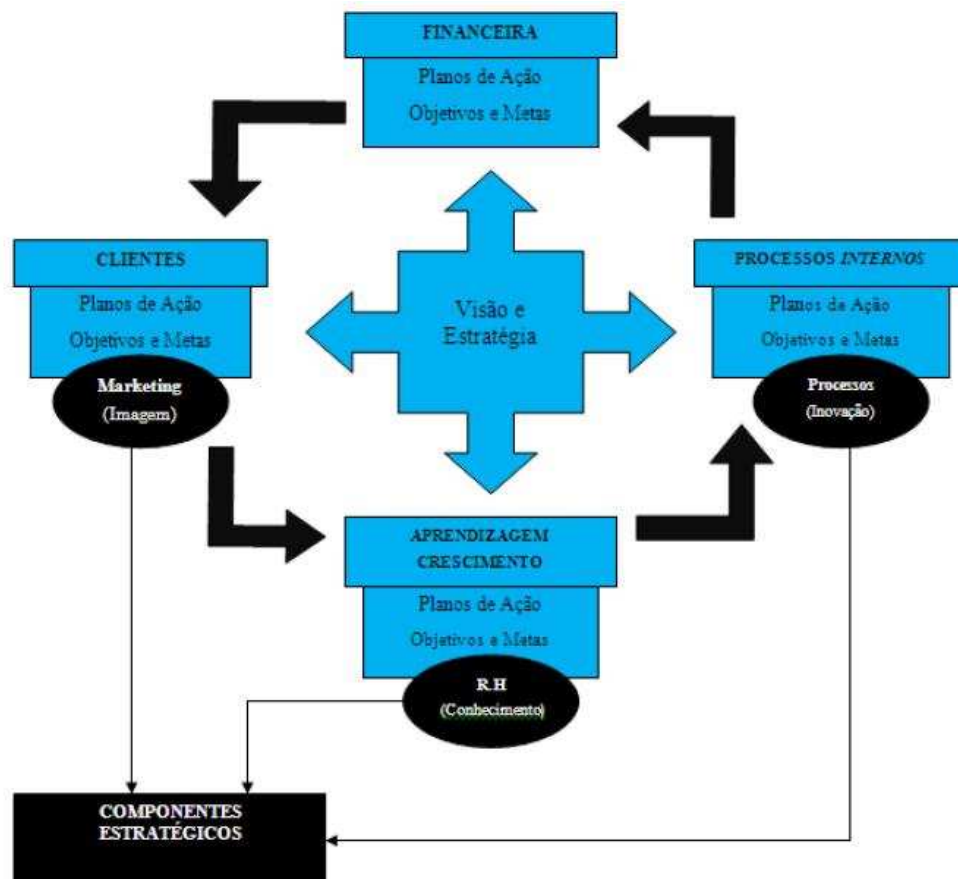 FINANCEIRA
Planos de Ação
Objetivos e Metas
CLIENTES
Planos de Ação
Objetivos e Metas
Marketing
(Imagem)
Visão e
Estratégia
PROCESSOS INTERNOS
Planos de Ação
Objetivos e Metas
Processos
(Inovação)
APRENDIZAGEM
CRESCIMENTO
Planos de Ação
Objetivos e Metas
R.H
(Conhecimento)
COMPONENTES
ESTRATÉGICOS